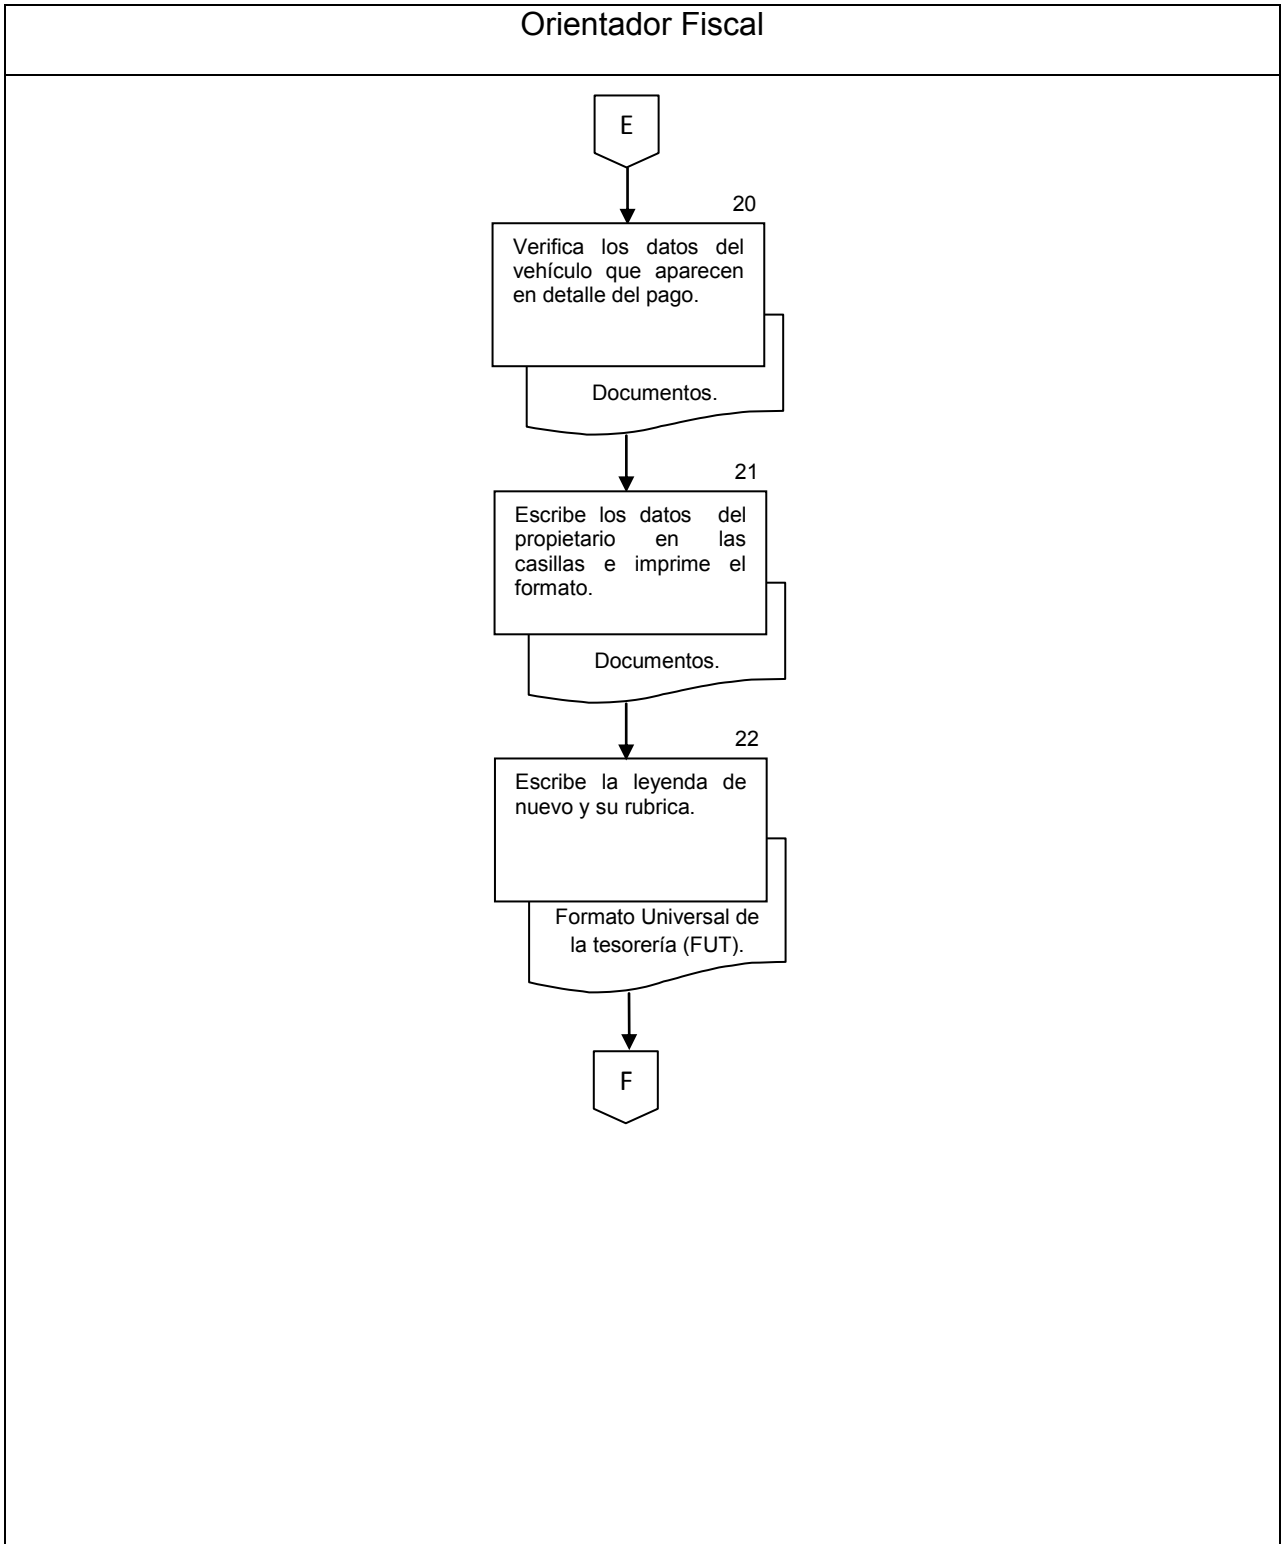 Orientador Fiscal
E
20
Verifica los datos del
vehículo que aparecen
en detalle del pago.
Documentos.
21
Escribe los datos del
propietario en las
casillas e imprime el
formato.
Documentos.
22
Escribe la leyenda de
nuevo y su rubrica.
Formato Universal de
la tesorería (FUT).
F